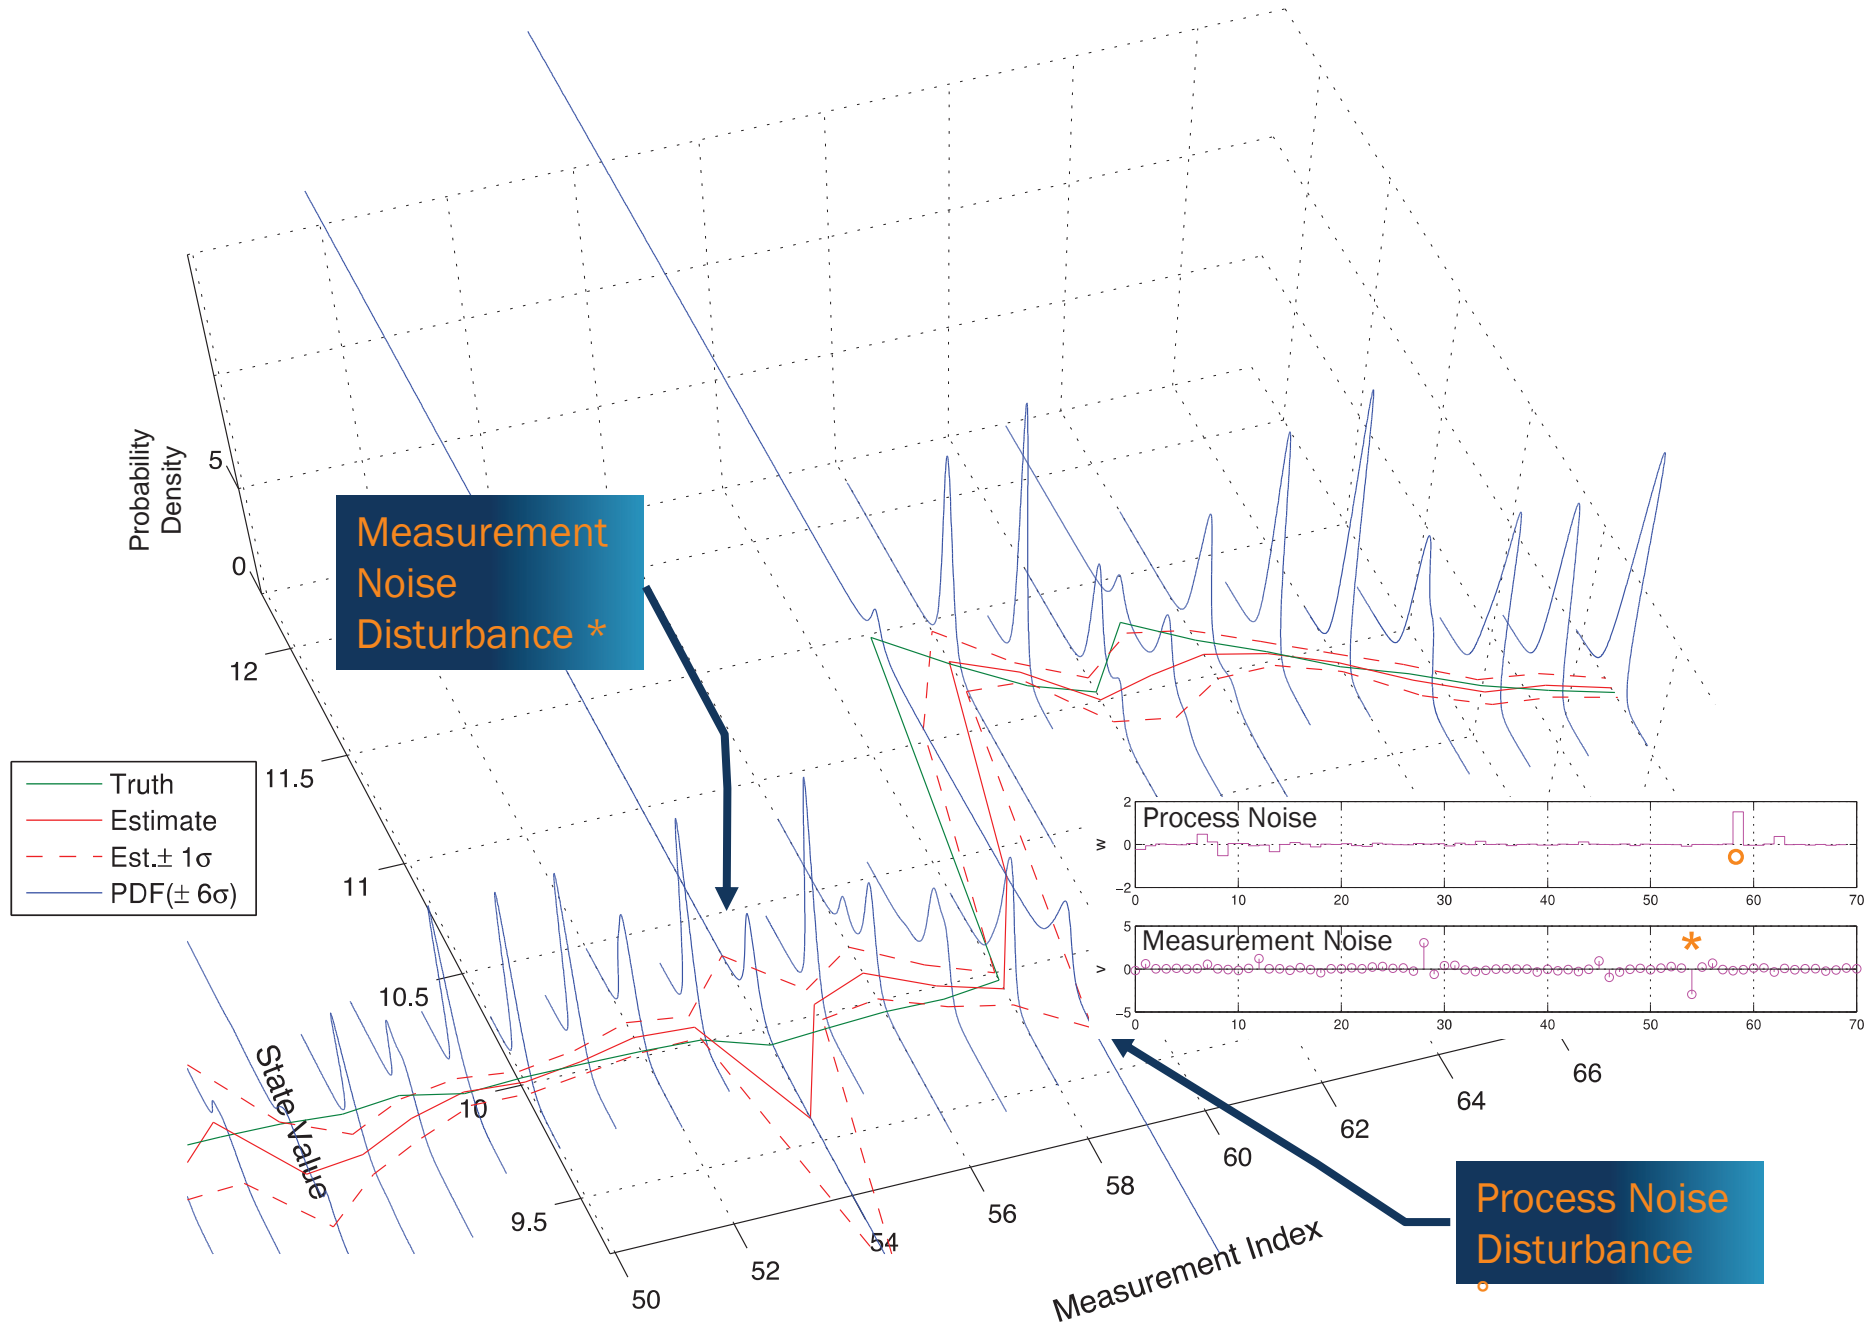 Probability
Density
5
0
Measurement
Noise
Disturbance *
12
11.5
11
10.5
10
9.5
State Value
Truth
Estimate
Est.± 1σ
PDF(± 6σ)
50
52
54
56
58
60
62
64
66
Measurement Index
Process Noise
w
2
0
−2
0 10 20 30 40 50 60 70
Measurement Noise
*
v
5
0
−5
0 10 20 30 40 50 60 70
Process Noise
Disturbance
°